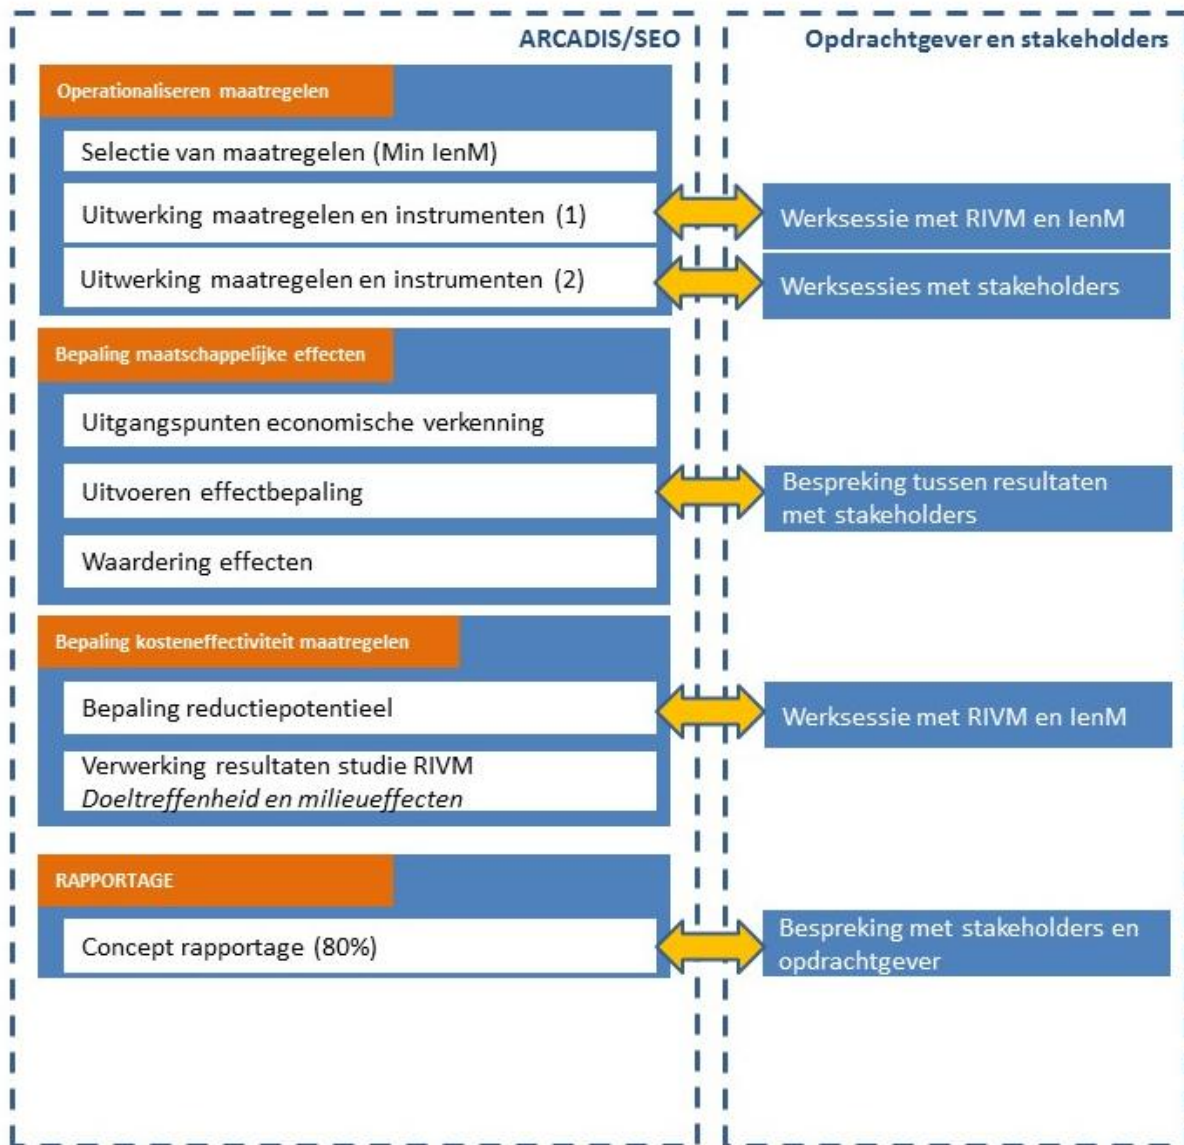 ARCADIS/SEO
Opdrachtgever en stakeholders
Operationaliseren maatregelen
Selectie van maatregelen (Min IenM)
Uitwerking maatregelen en instrumenten (1)
Werksessie met RIVM en IenM
Uitwerking maatregelen en instrumenten (2)
Werksessies met stakeholders
Bepaling maatschappelijke effecten
Uitgangspunten economische verkenning
Uitvoeren effectbepaling
Bespreking tussen resultaten
met stakeholders
Waardering effecten
Bepaling kosteneffectiviteit maatregelen
Bepaling reductiepotentieel
Werksessie met RIVM en IenM
Verwerking resultaten studie RIVM
Doeltreffenheid en milieueffecten
RAPPORTAGE
Concept rapportage (80%)
Bespreking met stakeholders en
opdrachtgever